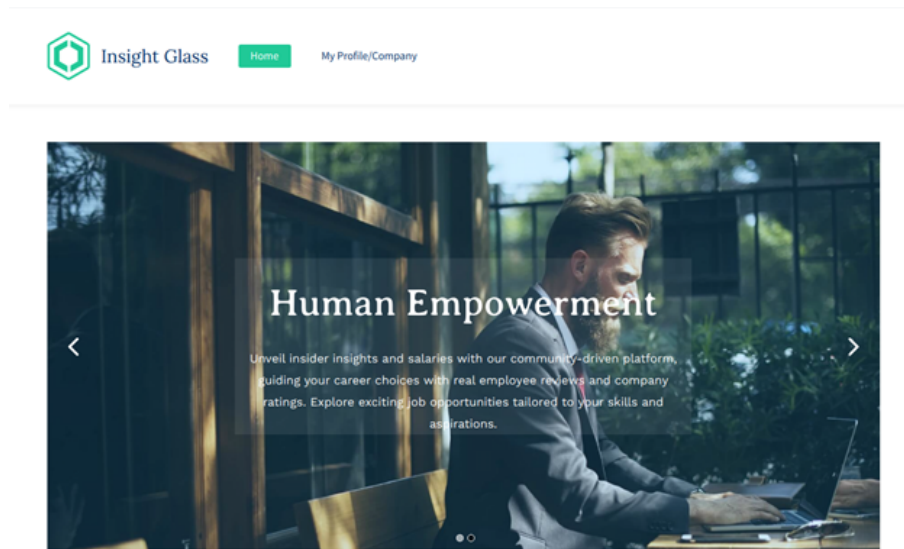 Insight Glass
Home
My Profile/Company
Human Empowerment
Unveil insider insights and salaries with our community-driven platform,
guiding your career choices with real employee reviews and company
ratings. Explore exciting job opportunities tailored to your skills and
aspirations.